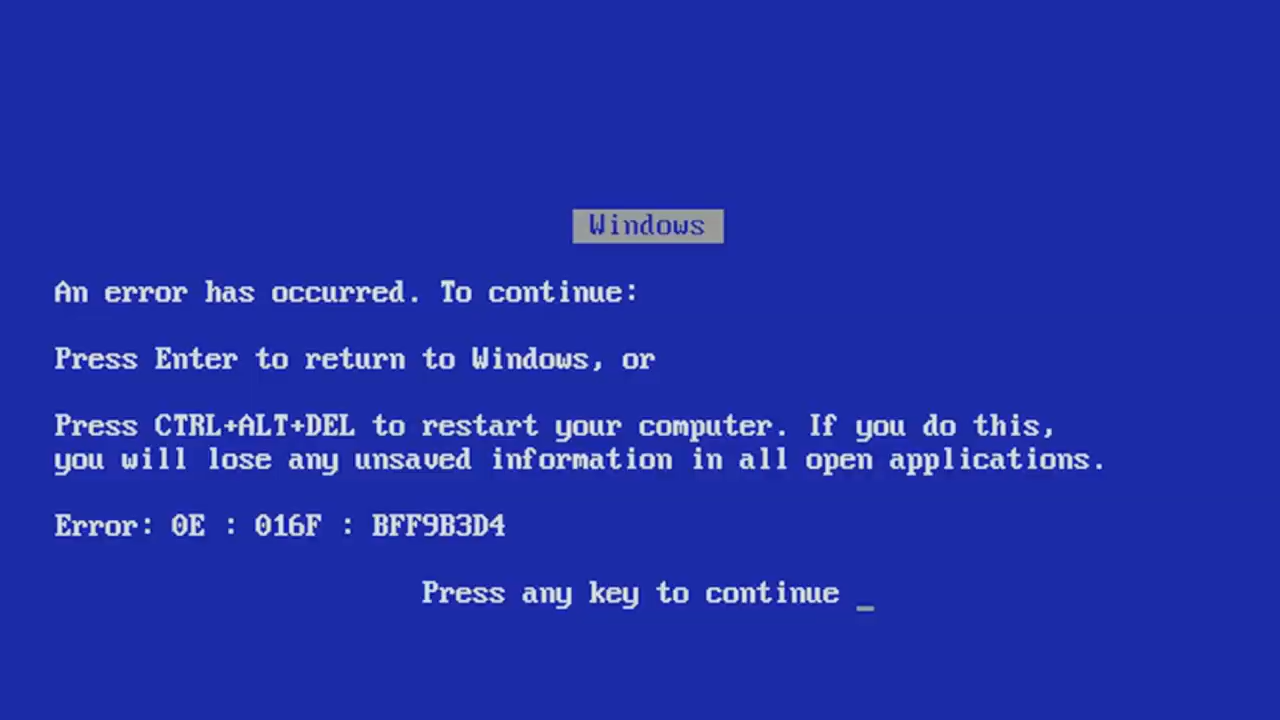 Windows
An error has occurred. To continue:
Press Enter to return to Windows, or
Press CTRL+ALT+DEL to restart your computer. If you do this,
you will lose any unsaved information in all open applications.
Error: 0E : 016F : BFF9B3D4
Press any key to continue _